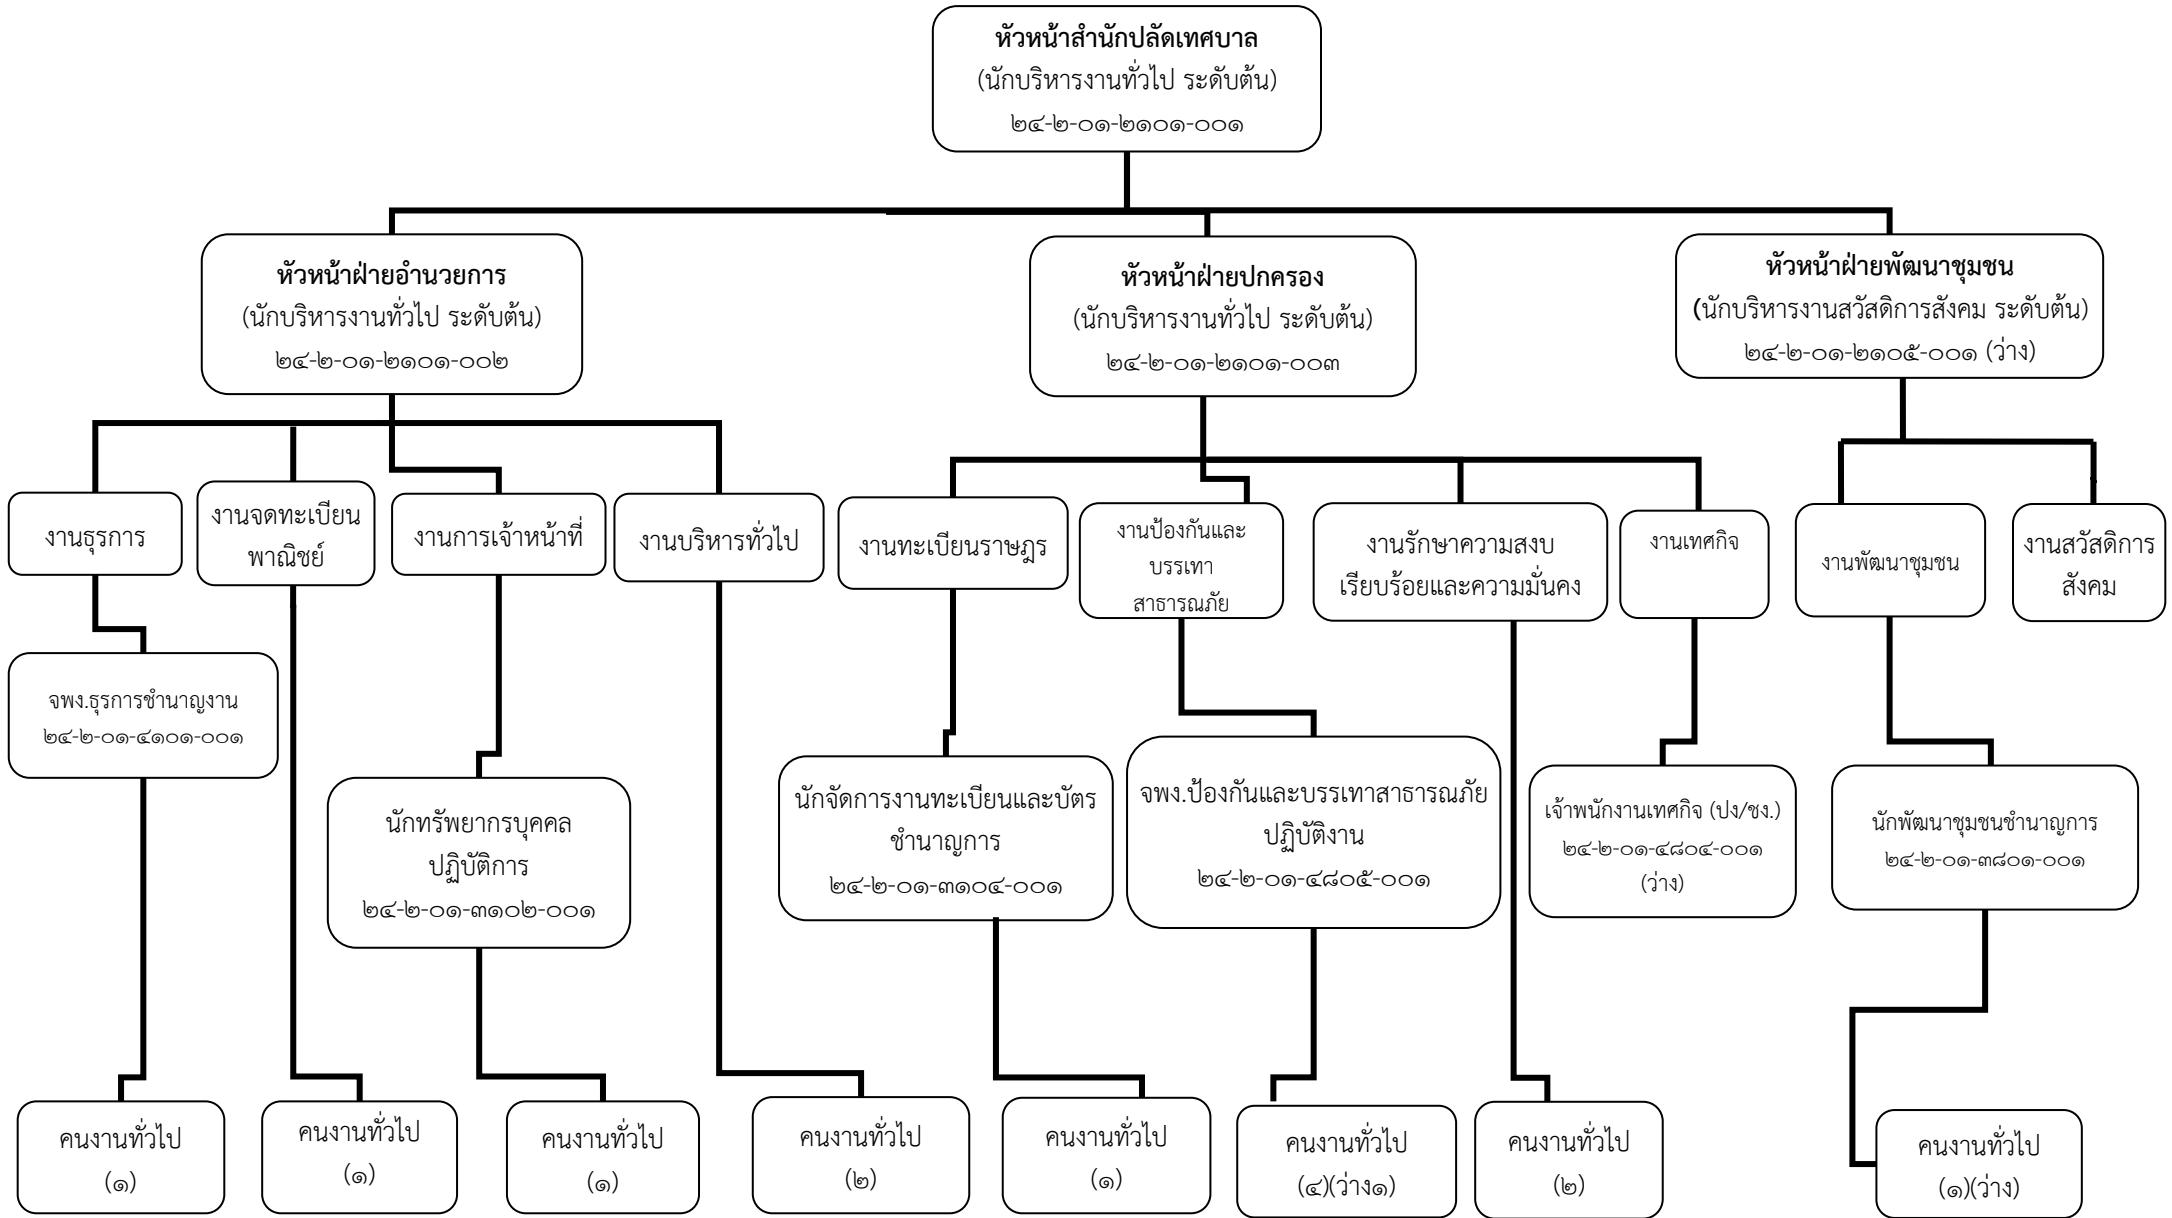 หัวหน้าสำนักปลัดเทศบาล
(นักบริหารงานทั่วไป ระดับต้น)
๒๔-๒-๐๑-๒๑๐๑-๐๐๑
หัวหน้าฝ่ายอำนวยการ
(นักบริหารงานทั่วไป ระดับต้น)
๒๔-๒-๐๑-๒๑๐๑-๐๐๒
หัวหน้าฝ่ายปกครอง
(นักบริหารงานทั่วไป ระดับต้น)
๒๔-๒-๐๑-๒๑๐๑-๐๐๓
หัวหน้าฝ่ายพัฒนาชุมชน
(นักบริหารงานสวัสดิการสังคม ระดับต้น)
๒๔-๒-๐๑-๒๑๐๕-๐๐๑ (ว่าง)
งานธุรการ
งานจดทะเบียน
พาณิชย์
งานการเจ้าหน้าที่
งานบริหารทั่วไป
งานทะเบียนราษฎร
งานป้องกันและ
บรรเทา
สาธารณภัย
งานรักษาความสงบ
เรียบร้อยและความมั่นคง
งานเทศกิจ
งานพัฒนาชุมชน
งานสวัสดิการ
สังคม
จพง.ธุรการชำนาญงาน
๒๔-๒-๐๑-๔๑๐๑-๐๐๑
นักทรัพยากรบุคคล
ปฏิบัติการ
๒๔-๒-๐๑-๓๑๐๒-๐๐๑
นักจัดการงานทะเบียนและบัตร
ชำนาญการ
๒๔-๒-๐๑-๓๑๐๔-๐๐๑
จพง.ป้องกันและบรรเทาสาธารณภัย
ปฏิบัติงาน
๒๔-๒-๐๑-๔๘๐๕-๐๐๑
เจ้าพนักงานเทศกิจ (ปง/ชง.)
๒๔-๒-๐๑-๔๘๐๔-๐๐๑
(ว่าง)
นักพัฒนาชุมชนชำนาญการ
๒๔-๒-๐๑-๓๘๐๑-๐๐๑
คนงานทั่วไป
(๑)
คนงานทั่วไป
(๑)
คนงานทั่วไป
(๑)
คนงานทั่วไป
(๒)
คนงานทั่วไป
(๑)
คนงานทั่วไป
(๔)(ว่าง๑)
คนงานทั่วไป
(๒)
คนงานทั่วไป
(๑)(ว่าง)